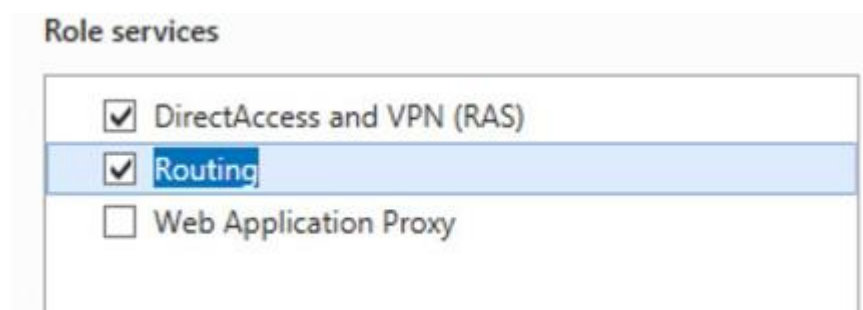 Role services
DirectAccess and VPN (RAS)
Routing
Web Application Proxy